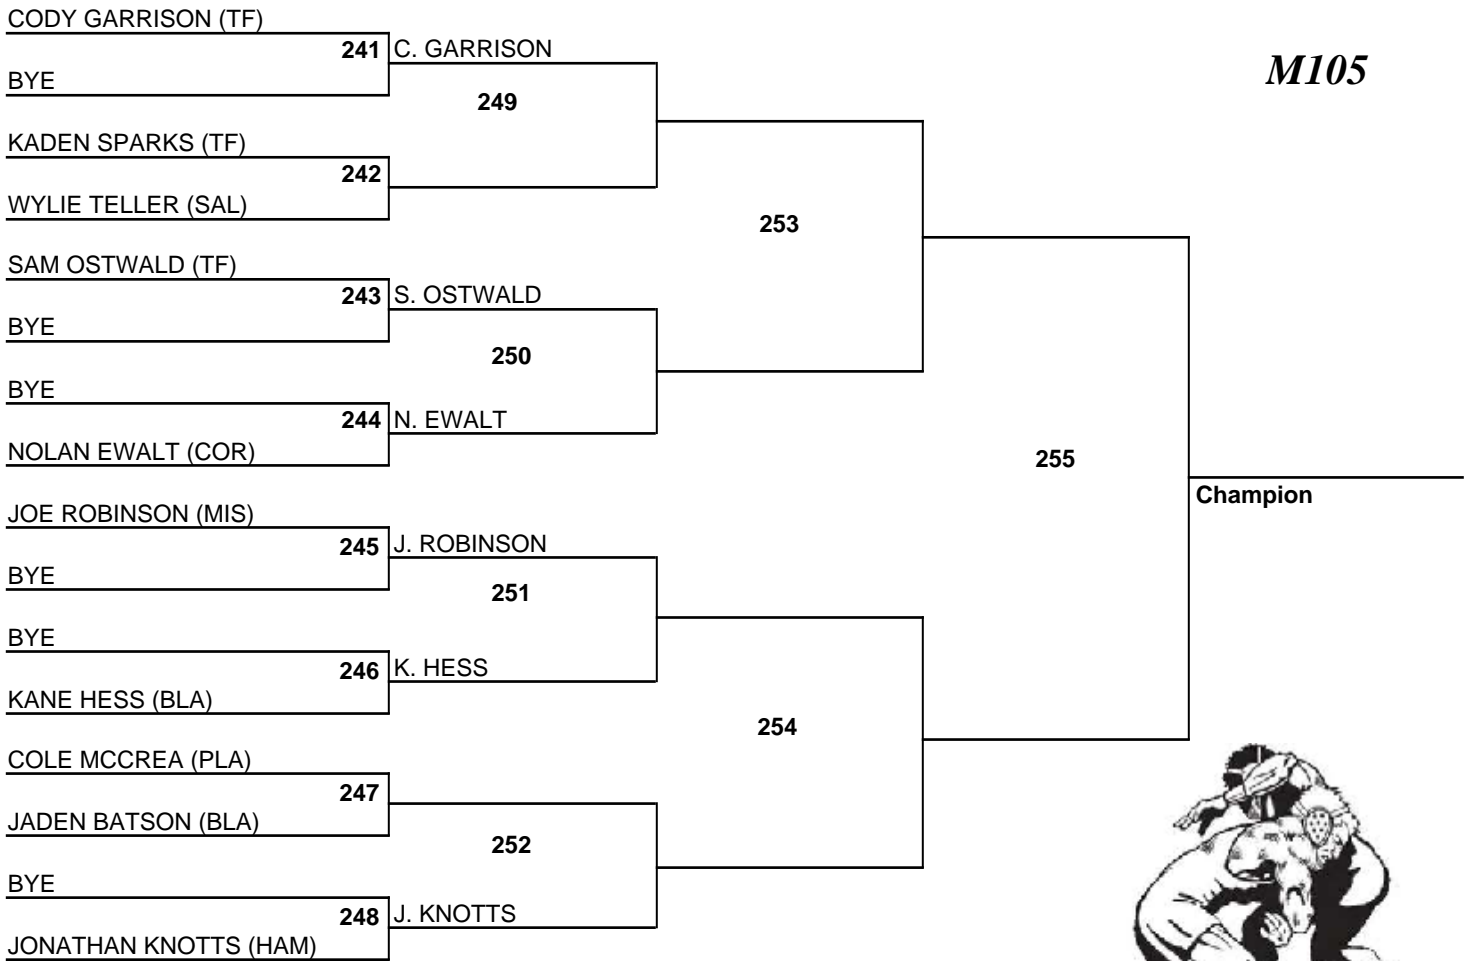 CODY GARRISON (TF)
241 C. GARRISON
M105
BYE
249
KADEN SPARKS (TF)
242
WYLIE TELLER (SAL)
253
SAM OSTWALD (TF)
243 S. OSTWALD
BYE
250
BYE
244 N. EWALT
NOLAN EWALT (COR)
255
Champion
JOE ROBINSON (MIS)
245 J. ROBINSON
BYE
251
BYE
246 K. HESS
KANE HESS (BLA)
254
COLE MCCREA (PLA)
247
JADEN BATSON (BLA)
252
BYE
248 J. KNOTTS
JONATHAN KNOTTS (HAM)